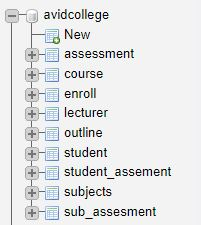 avidcollege
New
assessment
course
enroll
lecturer
outline
student
student_assement
subjects
sub_assesment